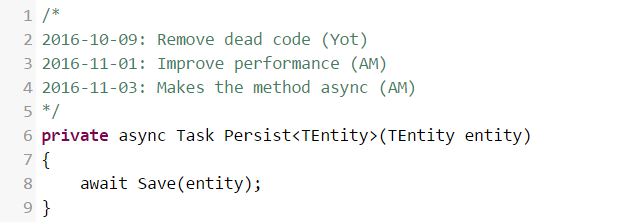 1 /*
2 2016-10-09: Remove dead code (Yot)
3 2016-11-01: Improve performance (AM)
4 2016-11-03: Makes the method async (AM)
5 */
6 private async Task Persist<TEntity>(TEntity entity)
7 {
8     await Save(entity);
9 }